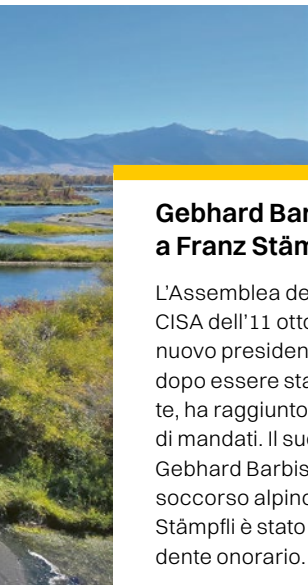 Gebhard Bar
a Franz Stäm
L'Assemblea de
CISA dell'11 otto
nuovo presiden
dopo essere sta
te, ha raggiunto
di mandati. Il su
Gebhard Barbis
soccorso alpino
Stämpfli è stato
dente onorario.